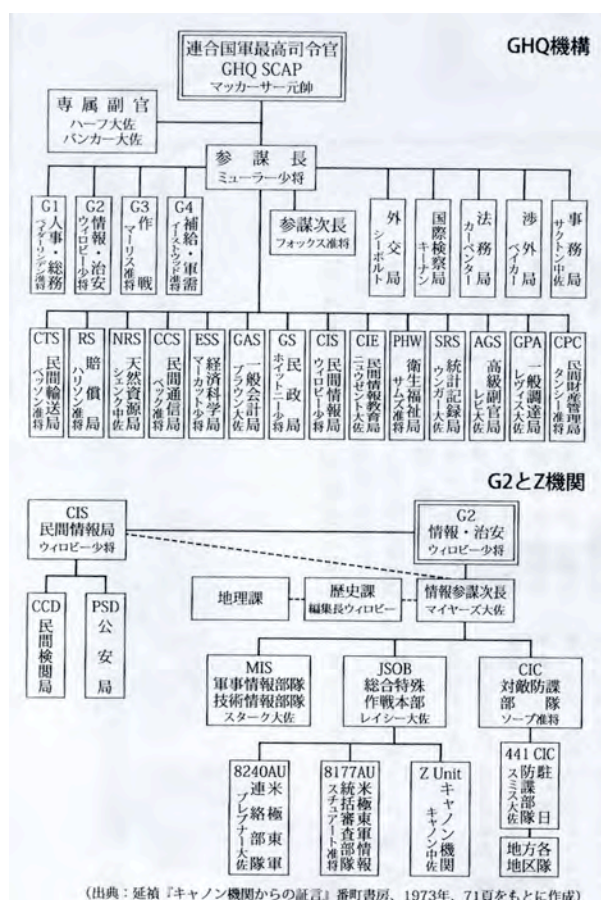 GHQ機構
連合国軍最高司令官
GHQ SCAP
マッカーサー元帥
専属副官
ハーフ大佐
バンカー大佐
参謀長
ミューラー少将
G1
人事・総務
G2
情報・治安
ウィロビー少将
G3
作戦
マーリス准将
G4
補給・軍需
イーストウッド准将
参謀次長
フォックス准将
外交局
シーボルト
国際検察局
キーナン
法務局
カーペンター
渉外局
ベイカー
事務局
サクトン中佐
CTS
民間輸送局
ベッソン准将
RS
賠償局
ハリソン准将
NRS
天然資源局
シェンク中佐
CCS
民間通信局
ベック准将
ESS
経済科学局
マーカット少将
GAS
一般会計局
ブラウン大佐
GS
民政局
ホイットニー少将
CIS
民間情報局
ウィロビー少将
CIE
民間情報教育局
ニュウゼント大佐
PHW
衛生福祉局
サムズ准将
SRS
統計記録局
ウンガー大佐
AGS
高級副官局
レビ大佐
GPA
一般調達局
レヴィス大佐
CPC
民間財産管理局
タンシー准将
G2とZ機関
CIS
民間情報局
ウィロビー少将
G2
情報・治安
ウィロビー少将
CCD
民間検閲局
PSD
公安局
地理課
歴史課
編集長ウィロビー
情報参謀次長
マイヤーズ大佐
MIS
軍事情報部隊
技術情報部隊
スターク大佐
JSOB
総合特殊
作戦本部
レイシー大佐
CIC
対敵防諜
部隊
ソープ准将
8240AU
米極東軍
連絡部隊
ブレブナー大佐
8177AU
米極東軍情報
統括審査部隊
スチュアート准将
Z Unit
キャノン機関
キャノン中佐
441 CIC
駐日
防諜部隊
スミス大佐
地方各
地区隊
(出典:延禎『キャノン機関からの証言』番町書房、1973年、71頁をもとに作成)